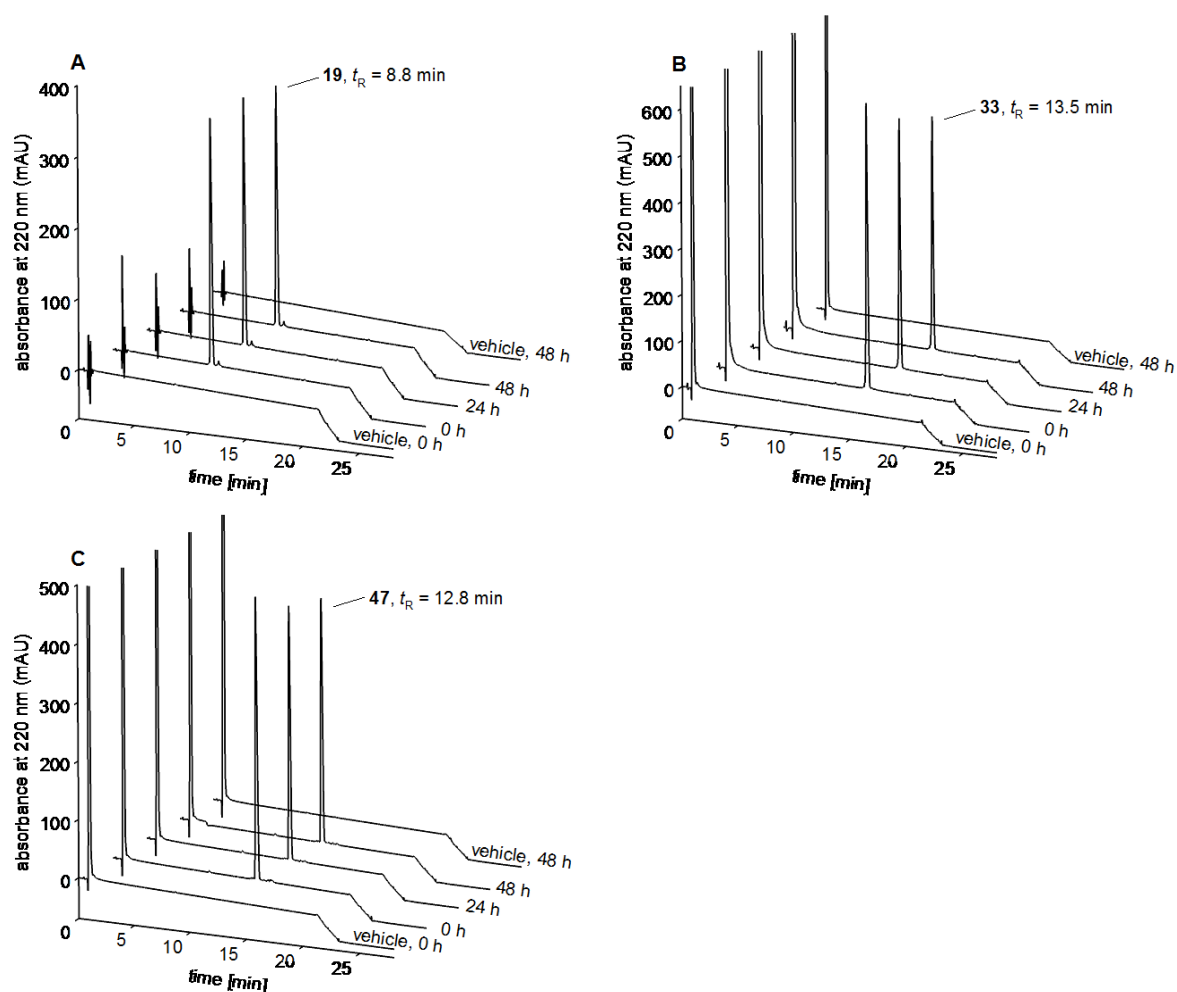 A
19, tR = 8.8 min
absorbance at 220 nm (mAU)
400
300
200
100
0
0
5
10
15
20
25
time [min]
vehicle, 48 h
48 h
24 h
0 h
vehicle, 0 h
B
33, tR = 13.5 min
absorbance at 220 nm (mAU)
600
500
400
300
200
100
0
0
5
10
15
20
25
time [min]
vehicle, 48 h
48 h
24 h
0 h
vehicle, 0 h
C
47, tR = 12.8 min
absorbance at 220 nm (mAU)
500
400
300
200
100
0
0
5
10
15
20
25
time [min]
vehicle, 48 h
48 h
24 h
0 h
vehicle, 0 h